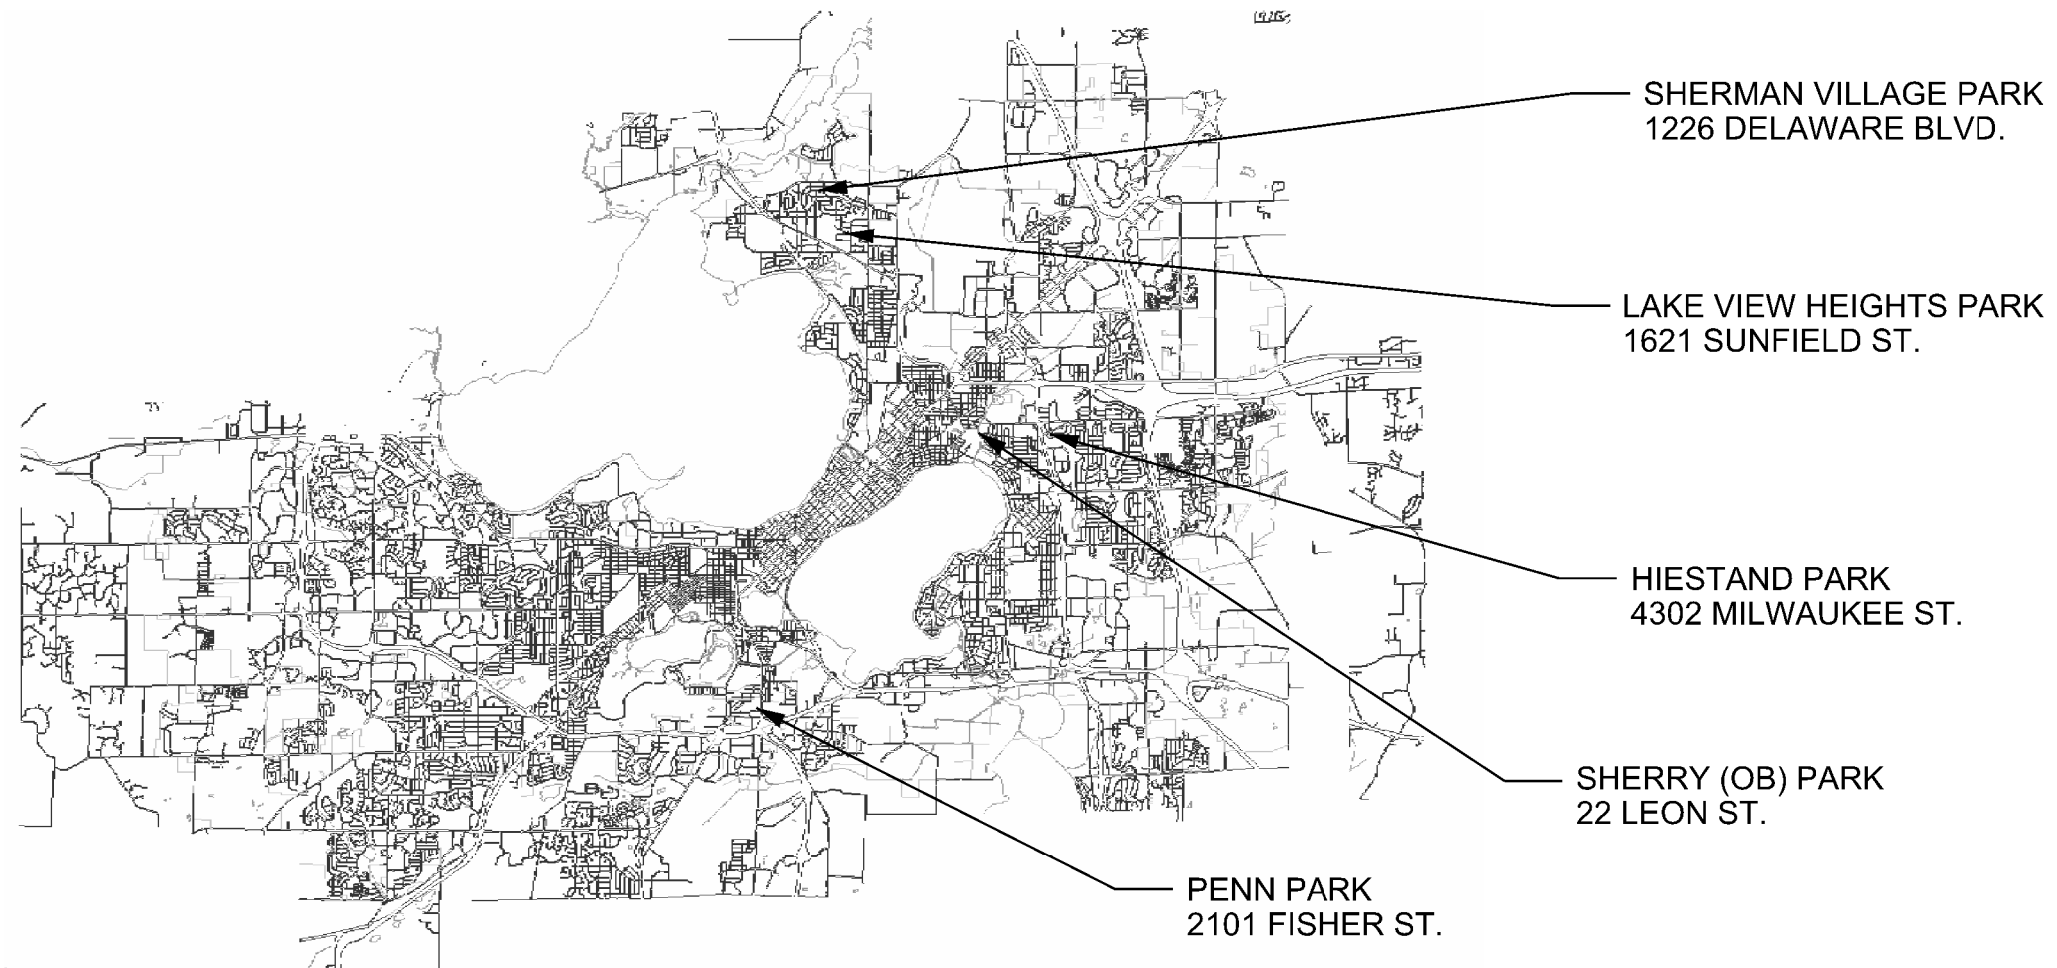 SHERMAN VILLAGE PARK
1226 DELAWARE BLVD.
LAKE VIEW HEIGHTS PARK
1621 SUNFIELD ST.
HIESTAND PARK
4302 MILWAUKEE ST.
SHERRY (OB) PARK
22 LEON ST.
PENN PARK
2101 FISHER ST.